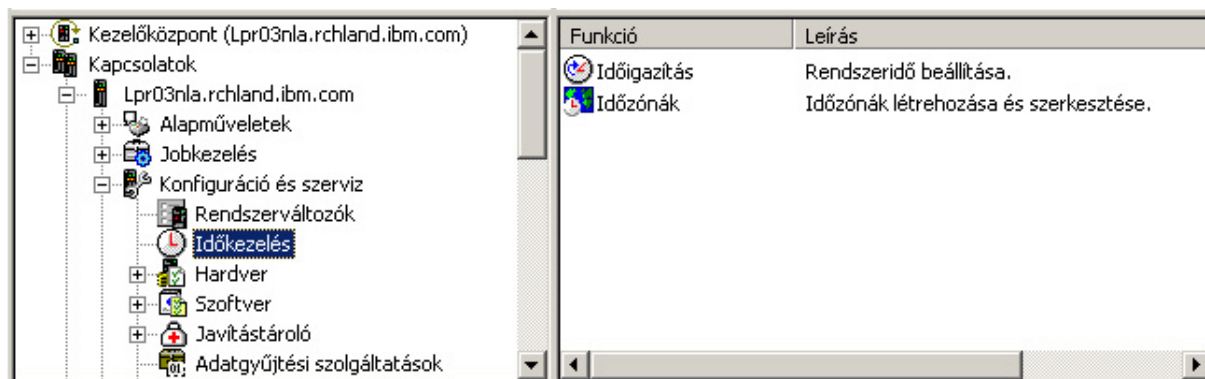 Kezelőközpont (Lpr03nla.rchland.ibm.com)
Kapcsolatok
Lpr03nla.rchland.ibm.com
Alapműveletek
Jobkezelés
Konfiguráció és szerviz
Rendszerváltozók
Időkezelés
Hardver
Szoftver
Javítástároló
Adatgyűjtési szolgáltatások
Funkció Leírás
Időigazítás Rendszeridő beállítása.
Időzónák Időzónák létrehozása és szerkesztése.